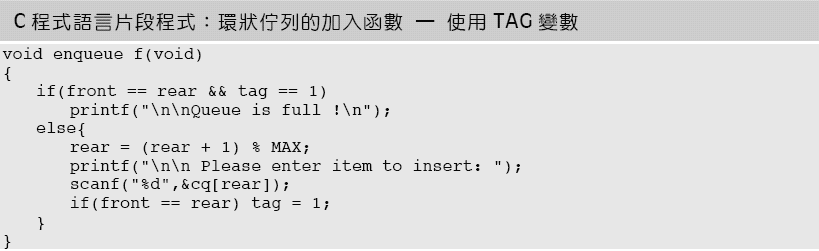 C 程式語言片段程式：環狀佇列的加入函數 — 使用 TAG 變數
void enqueue f(void)
{
    if(front == rear && tag == 1)
        printf("\n\nQueue is full !\n");
    else{
        rear = (rear + 1) % MAX;
        printf("\n\n Please enter item to insert: ");
        scanf("%d",&cq[rear]);
        if(front == rear) tag = 1;
    }
}